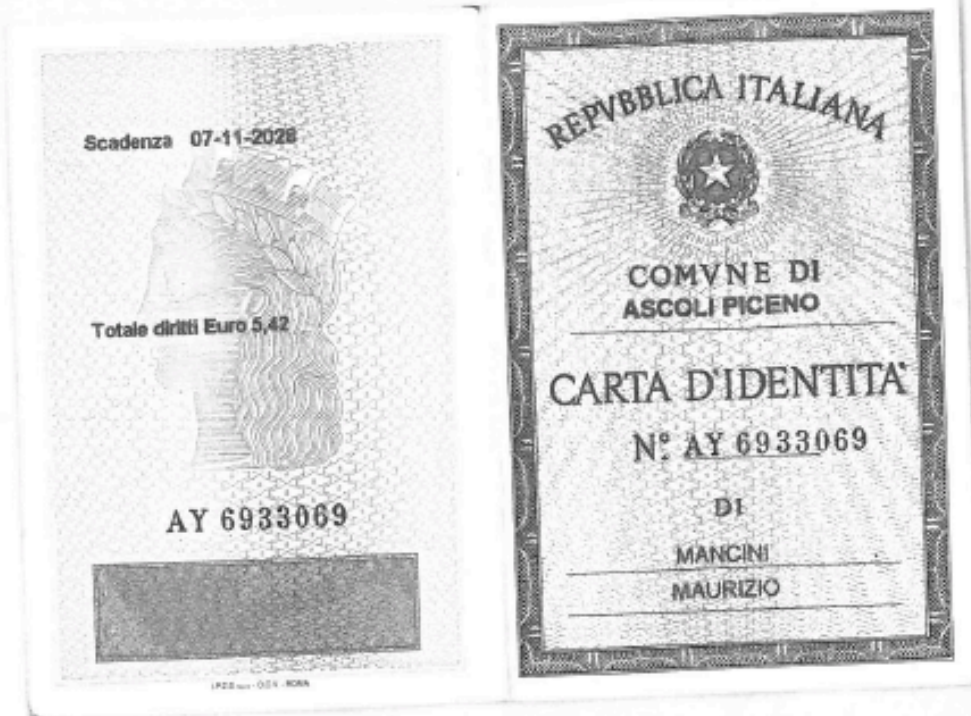 Scadenza 07-11-2028
Totale diritti Euro 5,42
AY 6933069
REPVBBLICA ITALIANA
COMVNE DI
ASCOLI PICENO
CARTA D'IDENTITA'
N° AY 6933069
DI
MANCINI
MAURIZIO